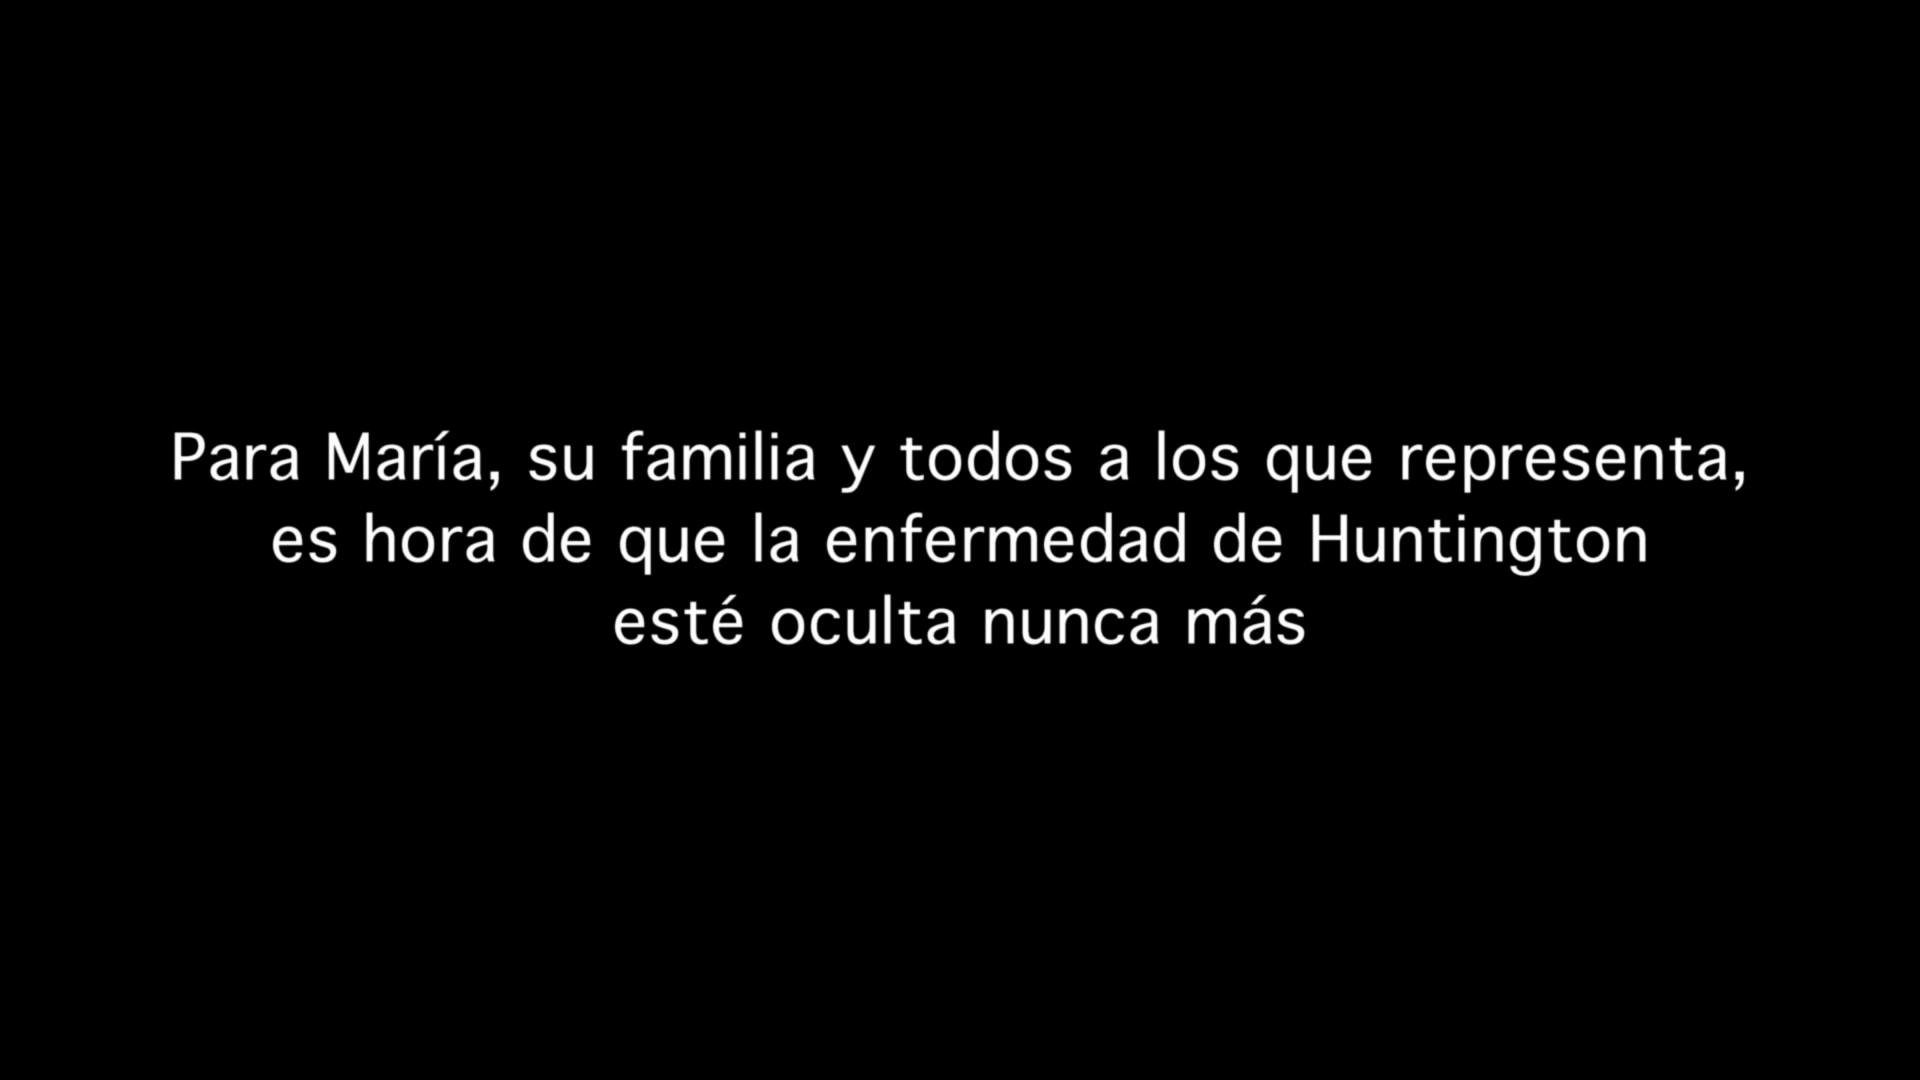 Para María, su familia y todos a los que representa,
es hora de que la enfermedad de Huntington
esté oculta nunca más